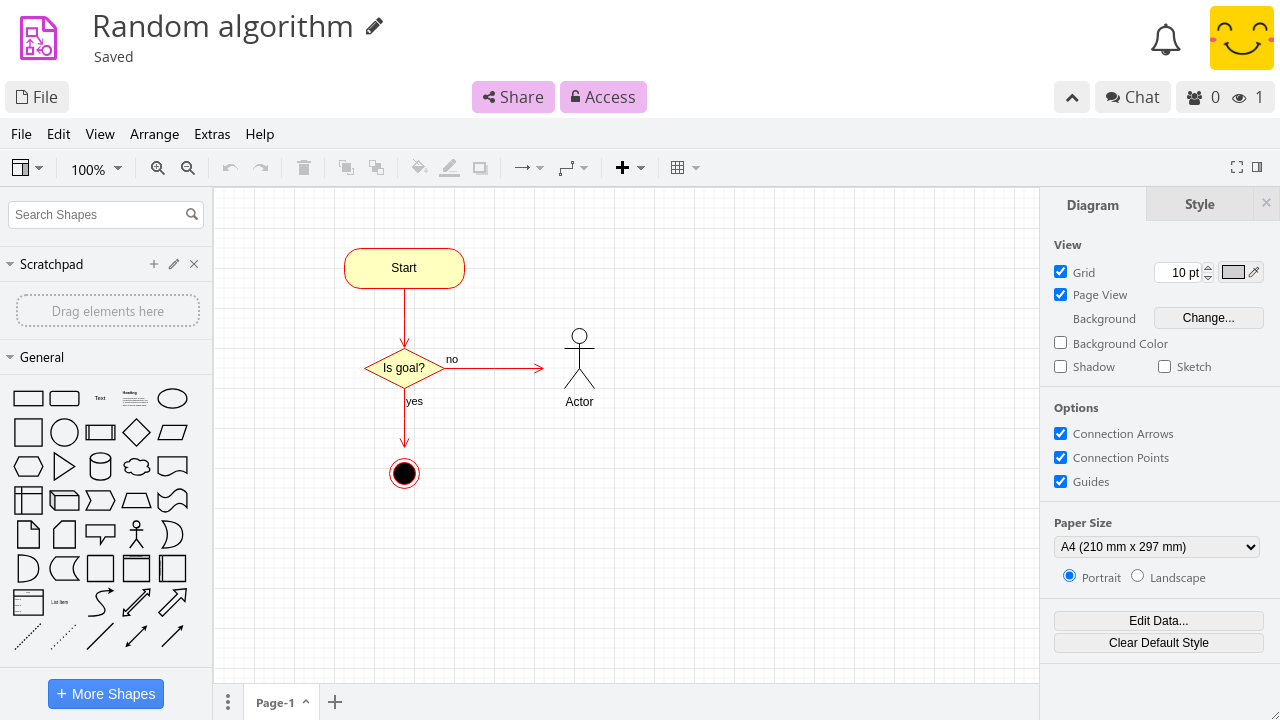 Random algorithm
Saved
File
Share
Access
Chat
0
1
File Edit View Arrange Extras Help
100%
Search Shapes
Scratchpad
Drag elements here
General
Text
Heading
List Item
+ More Shapes
Start
Is goal?
no
yes
Actor
Page-1
Diagram
Style
View
Grid
10 pt
Page View
Background
Change...
Background Color
Shadow
Sketch
Options
Connection Arrows
Connection Points
Guides
Paper Size
A4 (210 mm x 297 mm)
Portrait
Landscape
Edit Data...
Clear Default Style